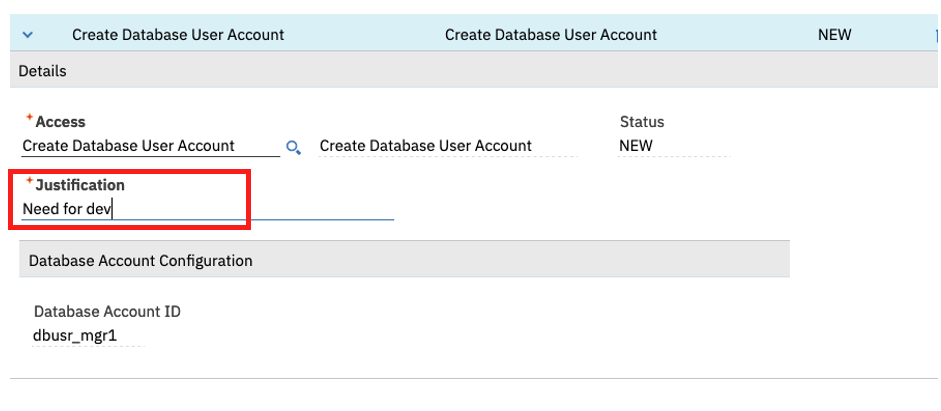 Create Database User Account Create Database User Account NEW
Details
*Access Status
Create Database User Account Create Database User Account NEW
*Justification
Need for dev
Database Account Configuration
Database Account ID
dbusr_mgr1